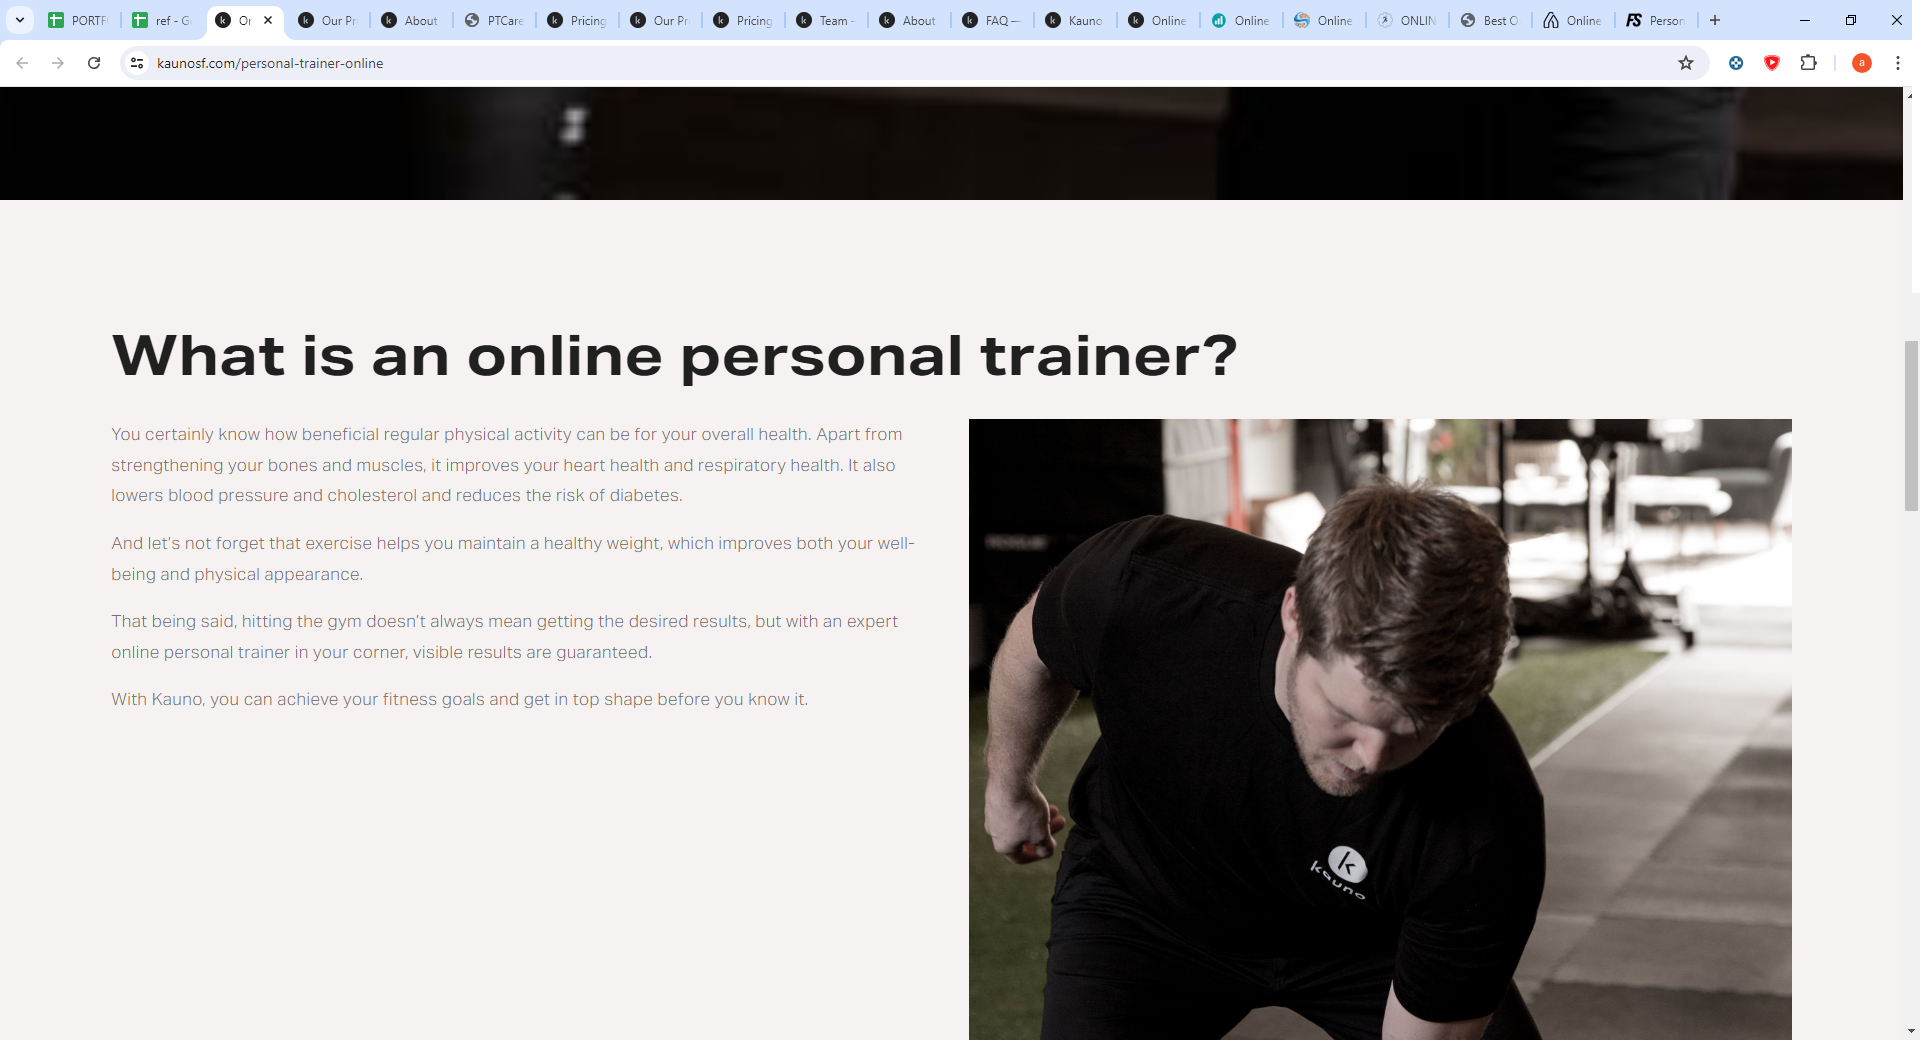 PORTF
ref - G
Or
Our Pr
About
PTCare
Pricing
Our Pr
Pricing
Team -
About
FAQ —
Kauno
Online
Online
Online
ONLIN
Best O
Online
FS Person
kaunosf.com/personal-trainer-online
a
What is an online personal trainer?
You certainly know how beneficial regular physical activity can be for your overall health. Apart from
strengthening your bones and muscles, it improves your heart health and respiratory health. It also
lowers blood pressure and cholesterol and reduces the risk of diabetes.
And let's not forget that exercise helps you maintain a healthy weight, which improves both your well-
being and physical appearance.
That being said, hitting the gym doesn't always mean getting the desired results, but with an expert
online personal trainer in your corner, visible results are guaranteed.
With Kauno, you can achieve your fitness goals and get in top shape before you know it.
k
kauno